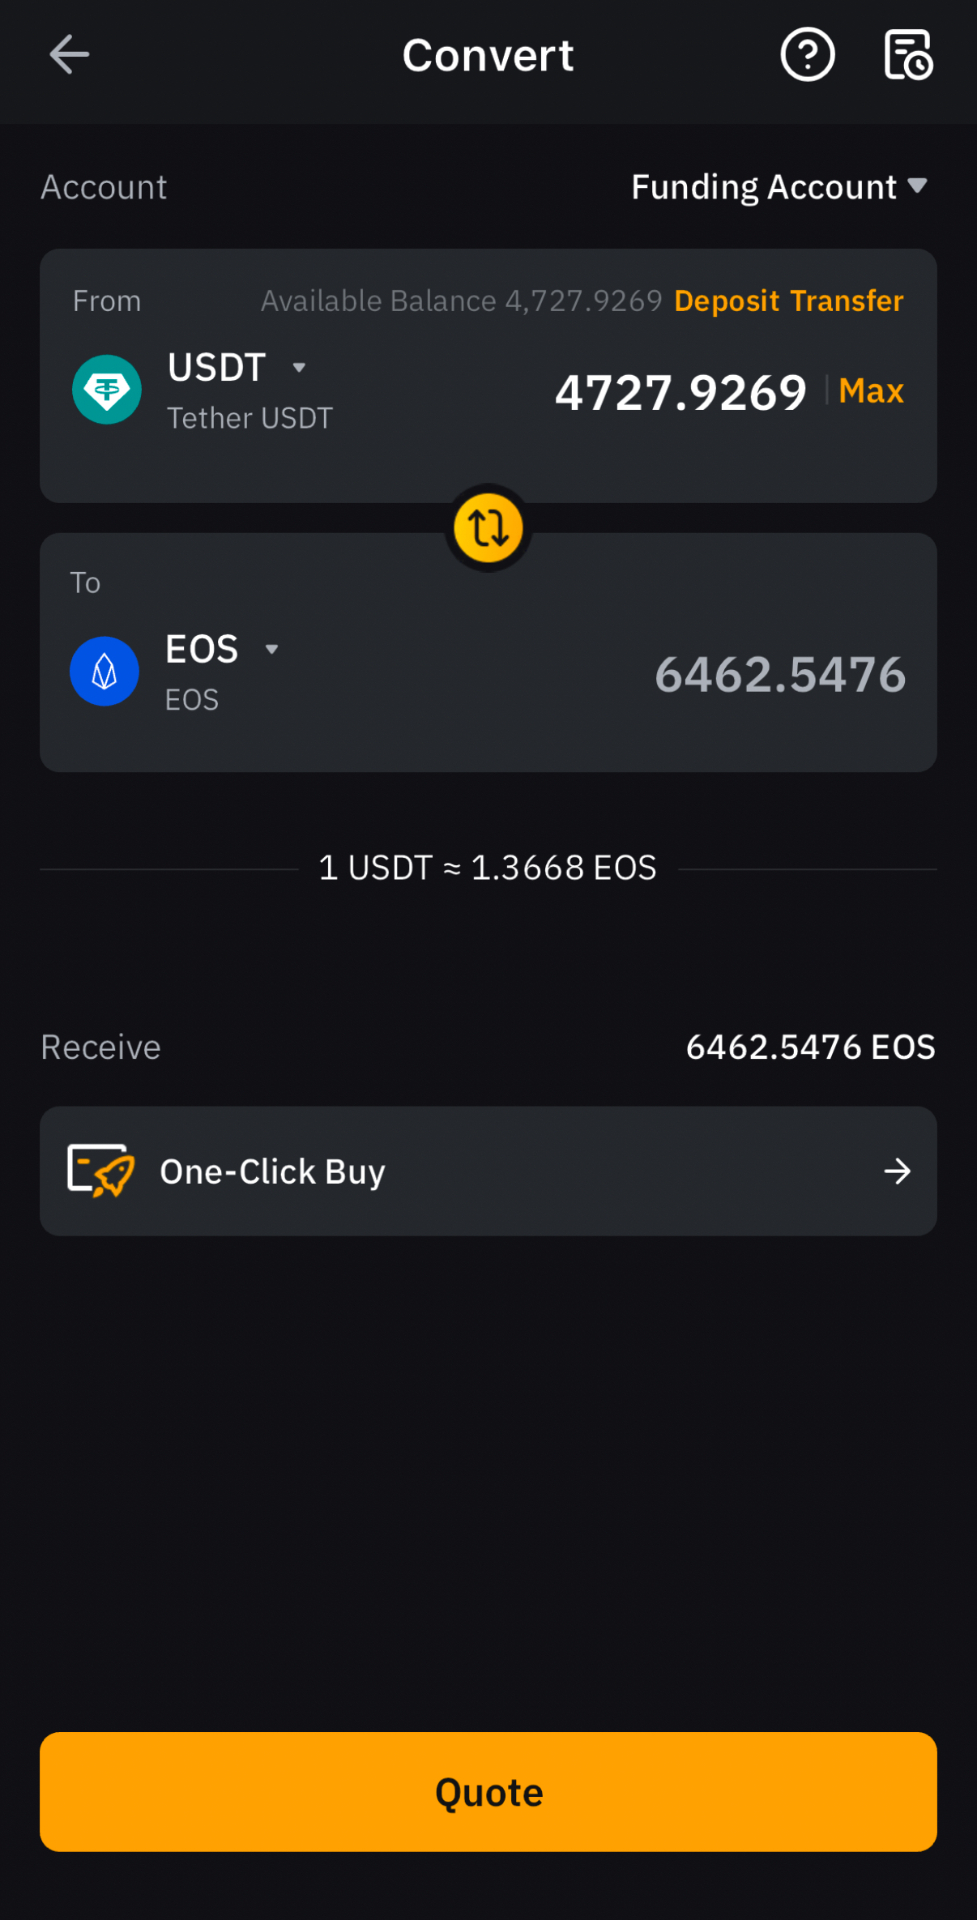 Convert
Account Funding Account
From Available Balance 4,727.9269 Deposit Transfer
USDT
Tether USDT
4727.9269 Max
To
EOS
EOS
6462.5476
1 USDT ≈ 1.3668 EOS
Receive 6462.5476 EOS
One-Click Buy
Quote